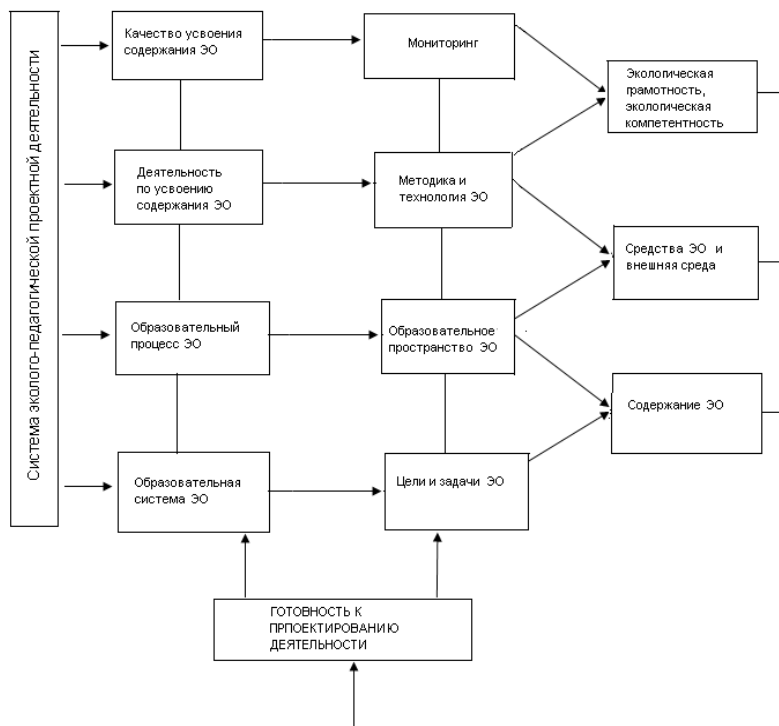 Система эколого-педагогической проектной деятельности
Качество усвоения
содержания ЭО
Мониторинг
Экологическая
грамотность,
экологическая
компетентность
Деятельность
по усвоению
содержания ЭО
Методика и
технология ЭО
Средства ЭО и
внешняя среда
Образовательный
процесс ЭО
Образовательное
пространство ЭО
Содержание ЭО
Образовательная
система ЭО
Цели и задачи ЭО
ГОТОВНОСТЬ К
ПРПОЕКТИРОВАНИЮ
ДЕЯТЕЛЬНОСТИ